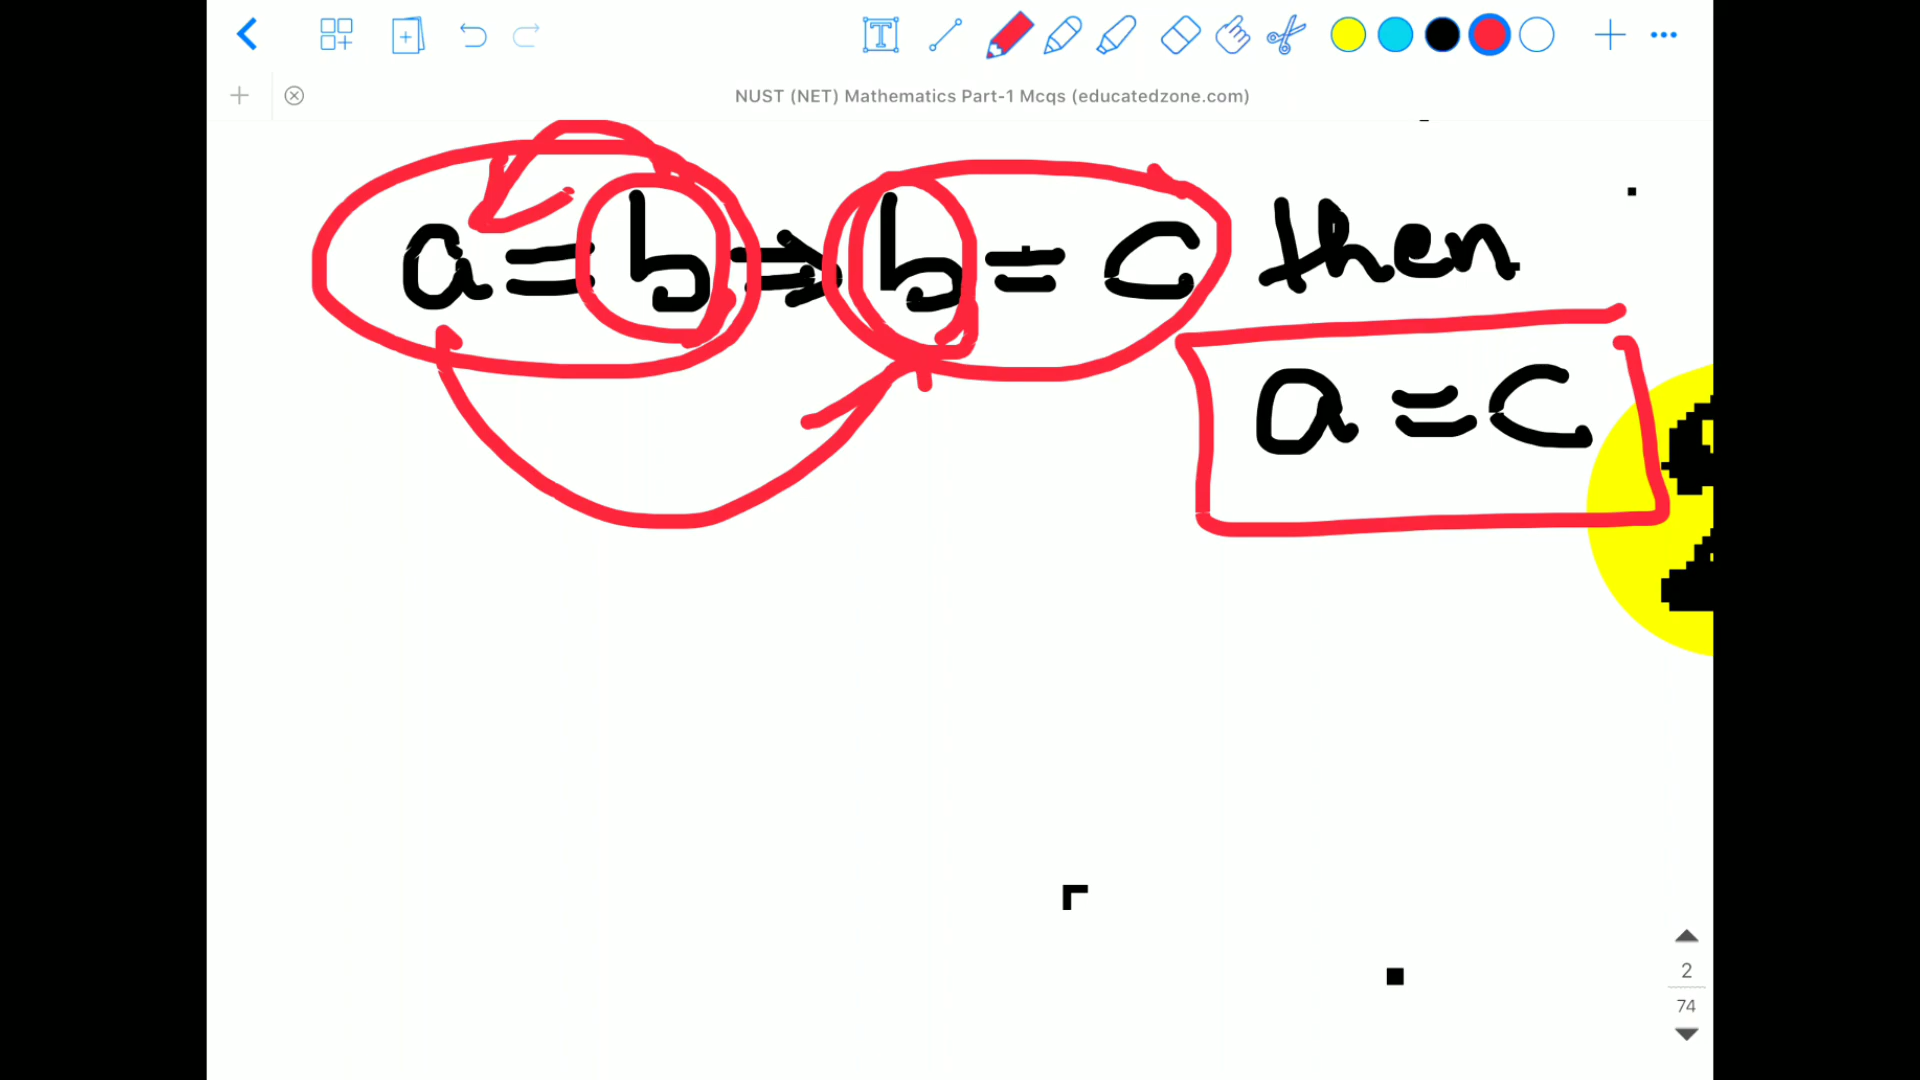 NUST (NET) Mathematics Part-1 Mcqs (educatedzone.com)
a = b ⇒ b = c then
a = c
2
74